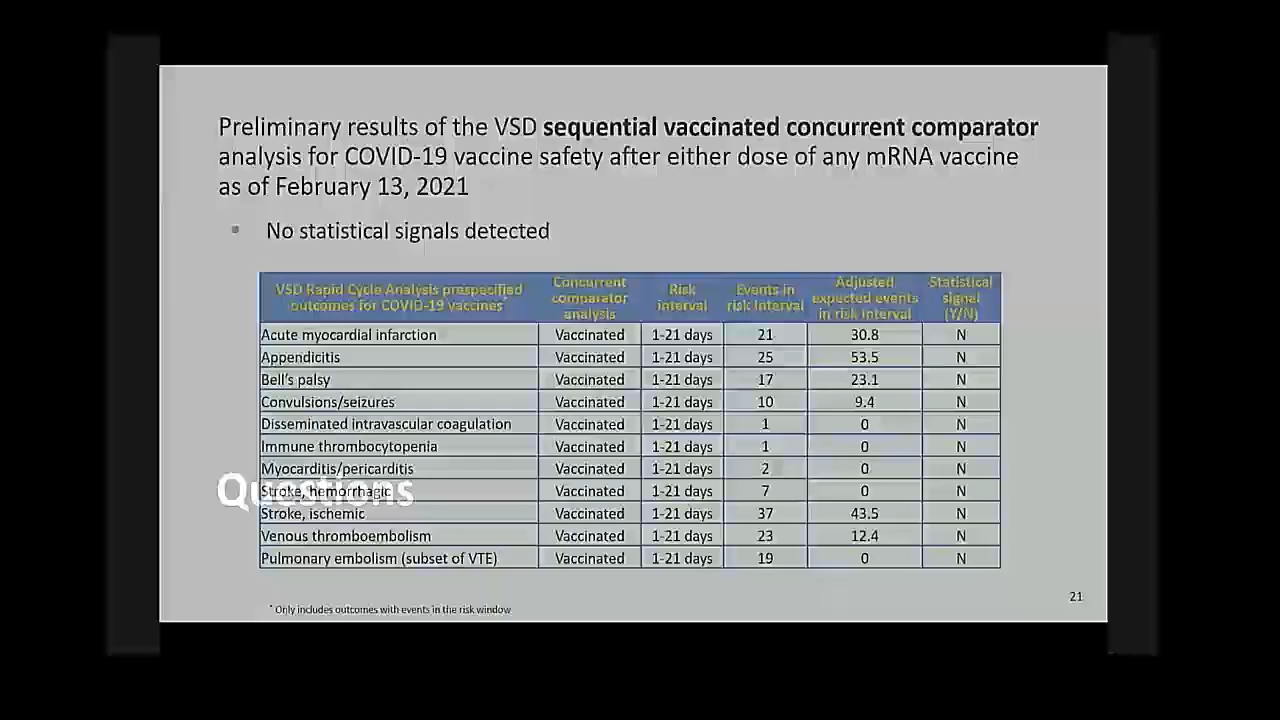 Preliminary results of the VSD sequential vaccinated concurrent comparator
analysis for COVID-19 vaccine safety after either dose of any mRNA vaccine
as of February 13, 2021
▪ No statistical signals detected
VSD Rapid Cycle Analysis prespecified outcomes for COVID-19 vaccines* Concurrent comparator analysis Risk interval Events in risk interval Adjusted expected events in risk interval Statistical signal (Y/N)
Acute myocardial infarction Vaccinated 1-21 days 21 30.8 N
Appendicitis Vaccinated 1-21 days 25 53.5 N
Bell's palsy Vaccinated 1-21 days 17 23.1 N
Convulsions/seizures Vaccinated 1-21 days 10 9.4 N
Disseminated intravascular coagulation Vaccinated 1-21 days 1 0 N
Immune thrombocytopenia Vaccinated 1-21 days 1 0 N
Myocarditis/pericarditis Vaccinated 1-21 days 2 0 N
Questions
Stroke, hemorrhagic Vaccinated 1-21 days 7 0 N
Stroke, ischemic Vaccinated 1-21 days 37 43.5 N
Venous thromboembolism Vaccinated 1-21 days 23 12.4 N
Pulmonary embolism (subset of VTE) Vaccinated 1-21 days 19 0 N
21
* Only includes outcomes with events in the risk window